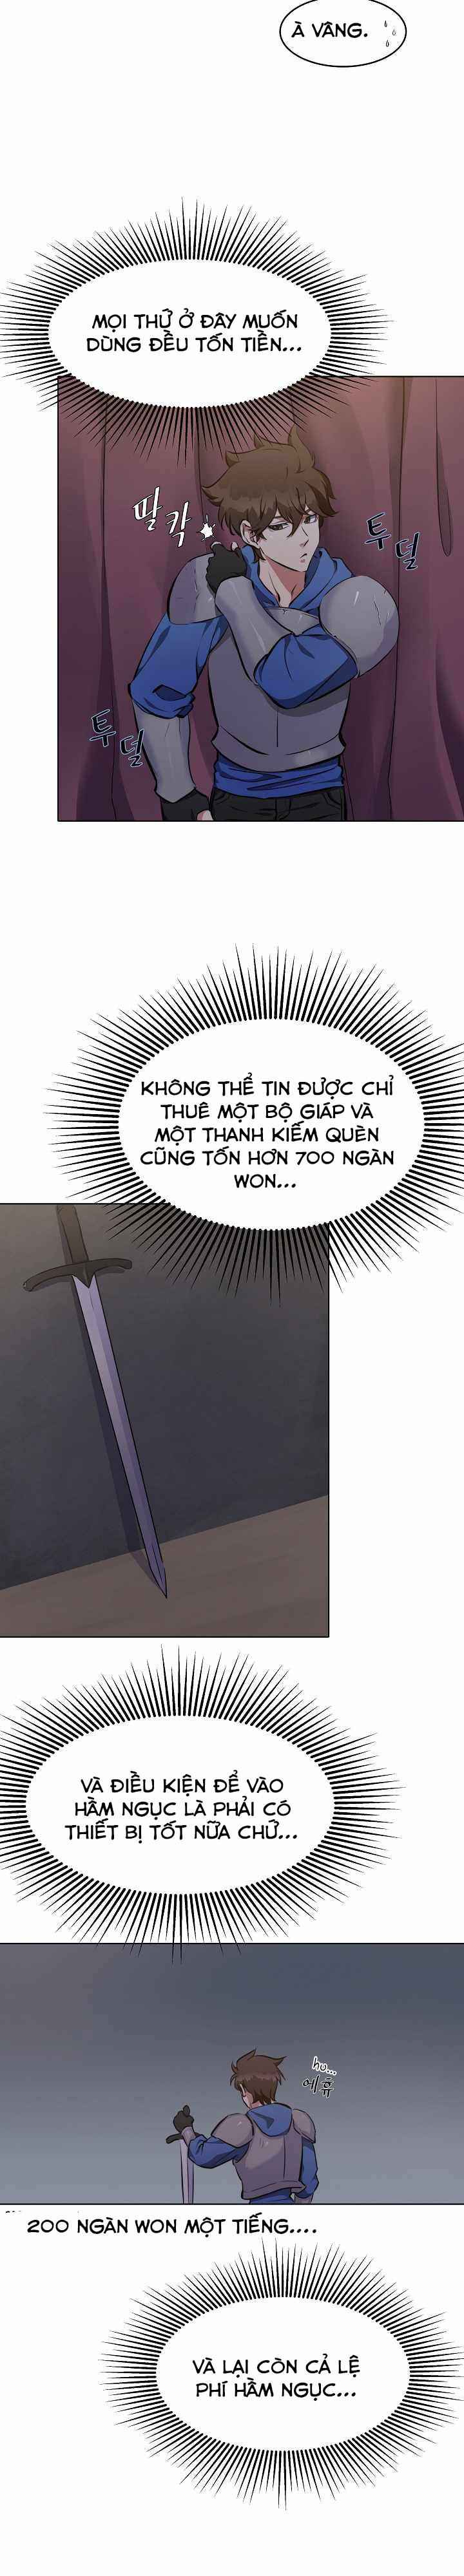 À VÂNG.
MỌI THỨ Ở ĐÂY MUỐN
DÙNG ĐỀU TỐN TIỀN...
딸칵
투덜
투덜
KHÔNG THỂ TIN ĐƯỢC CHỈ
THUÊ MỘT BỘ GIÁP VÀ
MỘT THANH KIẾM QUÈN
CŨNG TỐN HƠN 700 NGÀN
WON...
VÀ ĐIỀU KIỆN ĐỂ VÀO
HẦM NGỤC LÀ PHẢI CÓ
THIẾT BỊ TỐT NỮA CHỨ...
hu...
에휴
200 NGÀN WON MỘT TIẾNG....
VÀ LẠI CÒN CẢ LỆ
PHÍ HẦM NGỤC...